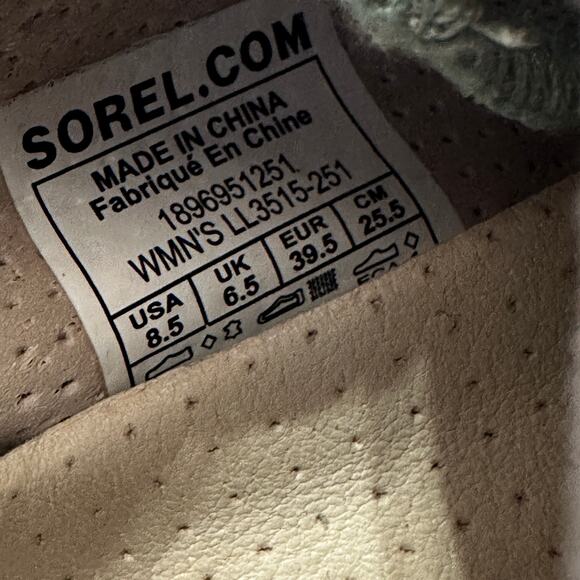 SOREL.COM
MADE IN CHINA
Fabriqué En Chine
1896951251
WMN'S LL3515-251
USA UK EUR CM
8.5 6.5 39.5 25.5